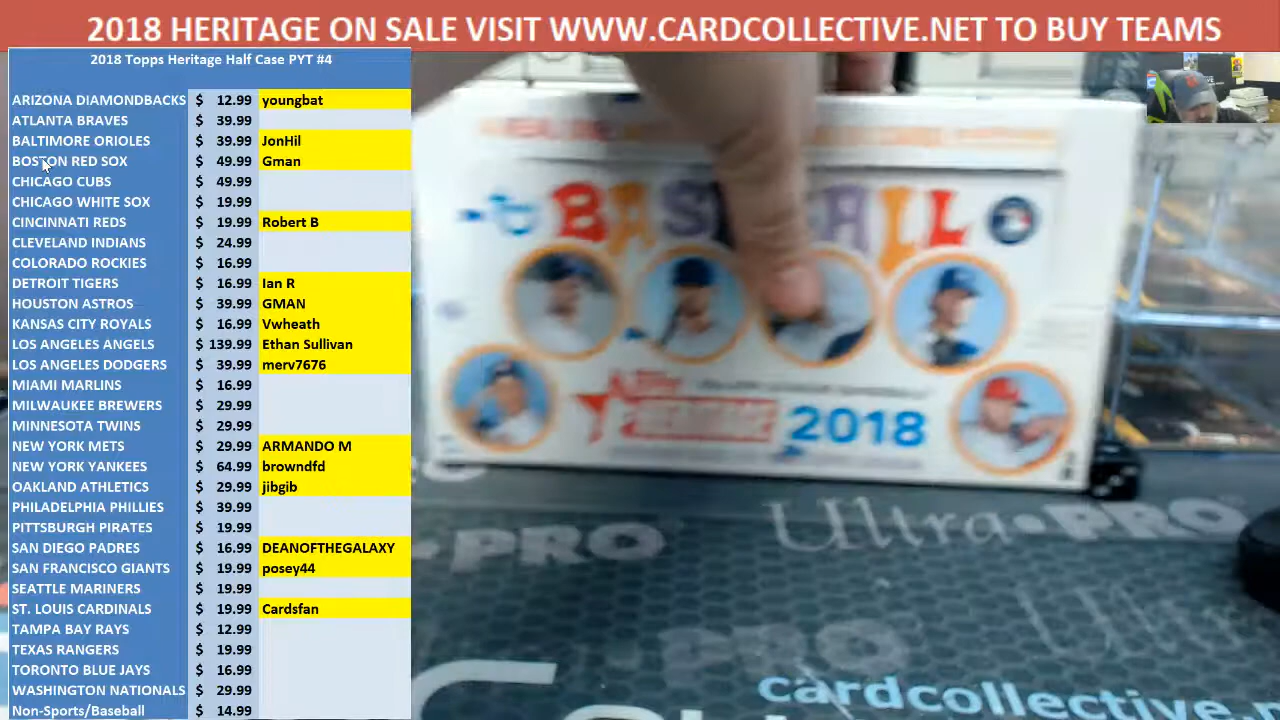 2018 HERITAGE ON SALE VISIT WWW.CARDCOLLECTIVE.NET TO BUY TEAMS
2018 Topps Heritage Half Case PYT #4
ARIZONA DIAMONDBACKS $ 12.99 youngbat
ATLANTA BRAVES $ 39.99
BALTIMORE ORIOLES $ 39.99 JonHil
BOSTON RED SOX $ 49.99 Gman
CHICAGO CUBS $ 49.99
CHICAGO WHITE SOX $ 19.99
CINCINNATI REDS $ 19.99 Robert B
CLEVELAND INDIANS $ 24.99
COLORADO ROCKIES $ 16.99
DETROIT TIGERS $ 16.99 Ian R
HOUSTON ASTROS $ 39.99 GMAN
KANSAS CITY ROYALS $ 16.99 Vwheath
LOS ANGELES ANGELS $ 139.99 Ethan Sullivan
LOS ANGELES DODGERS $ 39.99 merv7676
MIAMI MARLINS $ 16.99
MILWAUKEE BREWERS $ 29.99
MINNESOTA TWINS $ 29.99
NEW YORK METS $ 29.99 ARMANDO M
NEW YORK YANKEES $ 64.99 browndfd
OAKLAND ATHLETICS $ 29.99 jibgib
PHILADELPHIA PHILLIES $ 39.99
PITTSBURGH PIRATES $ 19.99
SAN DIEGO PADRES $ 16.99 DEANOFTHEGALAXY
SAN FRANCISCO GIANTS $ 19.99 posey44
SEATTLE MARINERS $ 19.99
ST. LOUIS CARDINALS $ 19.99 Cardsfan
TAMPA BAY RAYS $ 12.99
TEXAS RANGERS $ 19.99
TORONTO BLUE JAYS $ 16.99
WASHINGTON NATIONALS $ 29.99
Non-Sports/Baseball $ 14.99
BASEBALL
Topps
HERITAGE 2018
PRO Ultra PRO
PRO Ultra
cardcollective.n